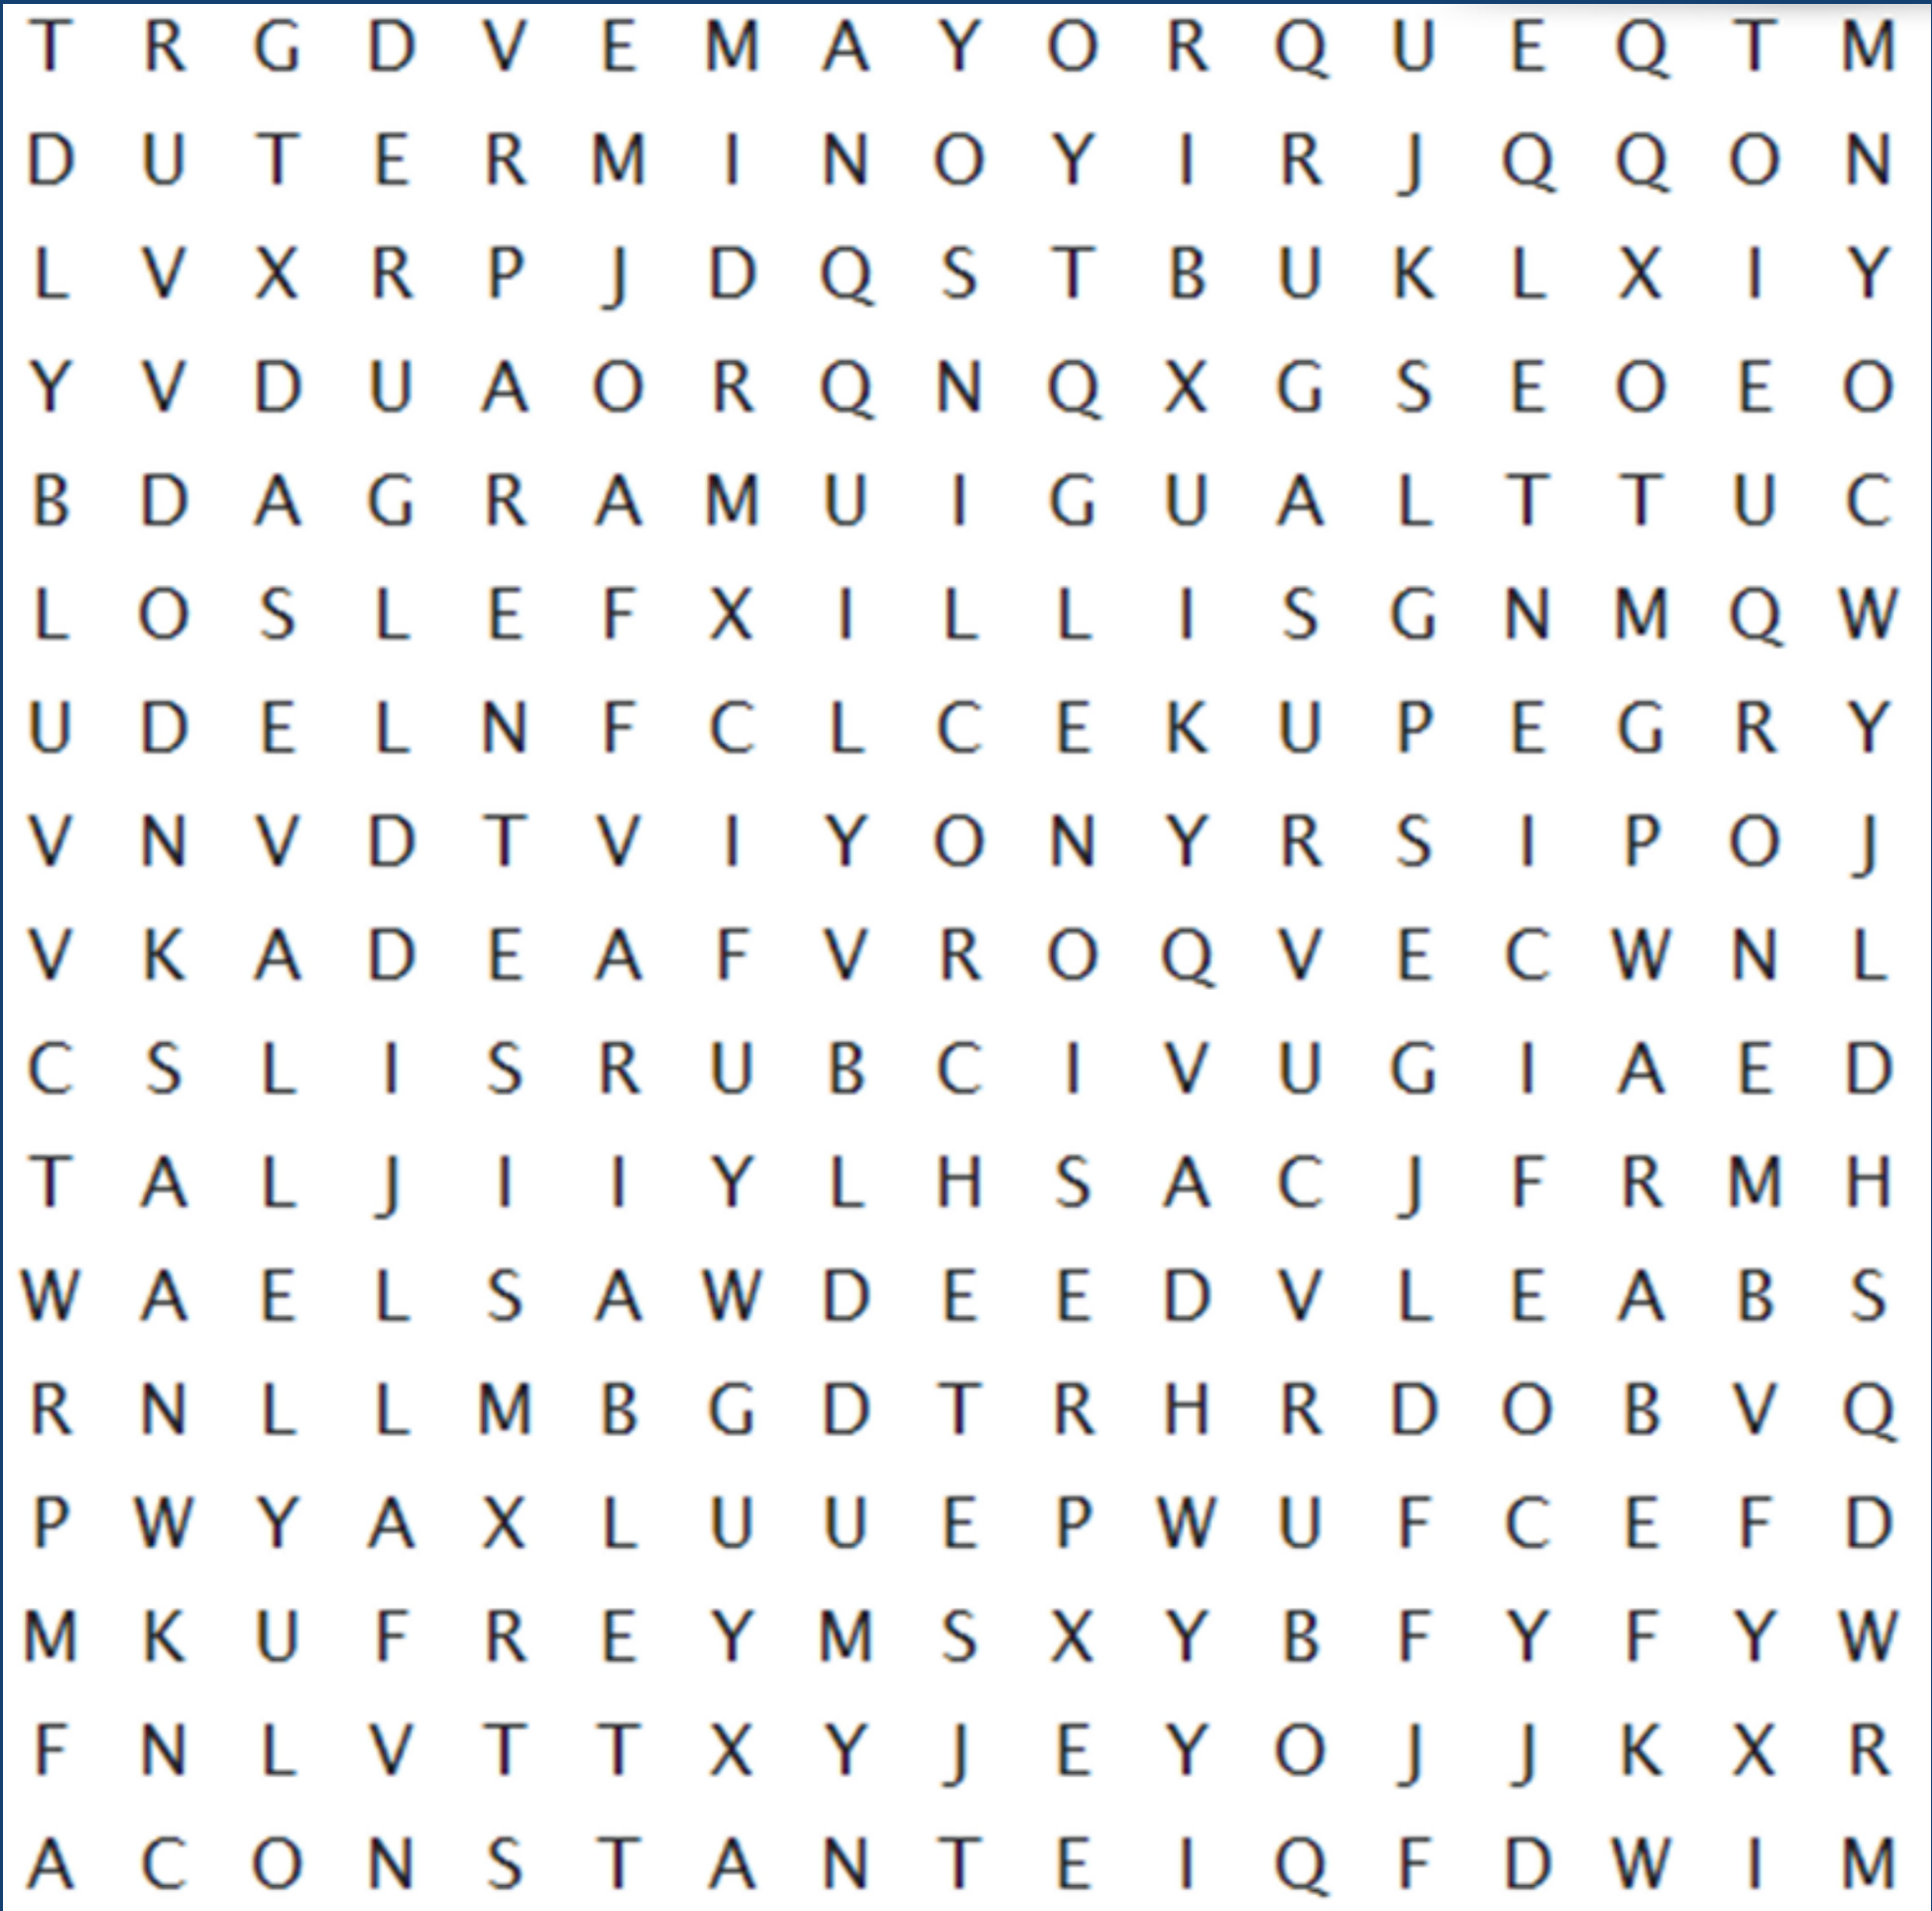 T R G D V E M A Y O R Q U E Q T M
D U T E R M I N O Y I R J Q Q O N
L V X R P J D Q S T B U K L X I Y
Y V D U A O R Q N Q X G S E O E O
B D A G R A M U I G U A L T T U C
L O S L E F X I L L I S G N M Q W
U D E L N F C L C E K U P E G R Y
V N V D T V I Y O N Y R S I P O J
V K A D E A F V R O Q V E C W N L
C S L I S R U B C I V U G I A E D
T A L J I I Y L H S A C J F R M H
W A E L S A W D E E D V L E A B S
R N L L M B G D T R H R D O B V Q
P W Y A X L U U E P W U F C E F D
M K U F R E Y M S X Y B F Y F Y W
F N L V T T X Y J E Y O J J K X R
A C O N S T A N T E I Q F D W I M